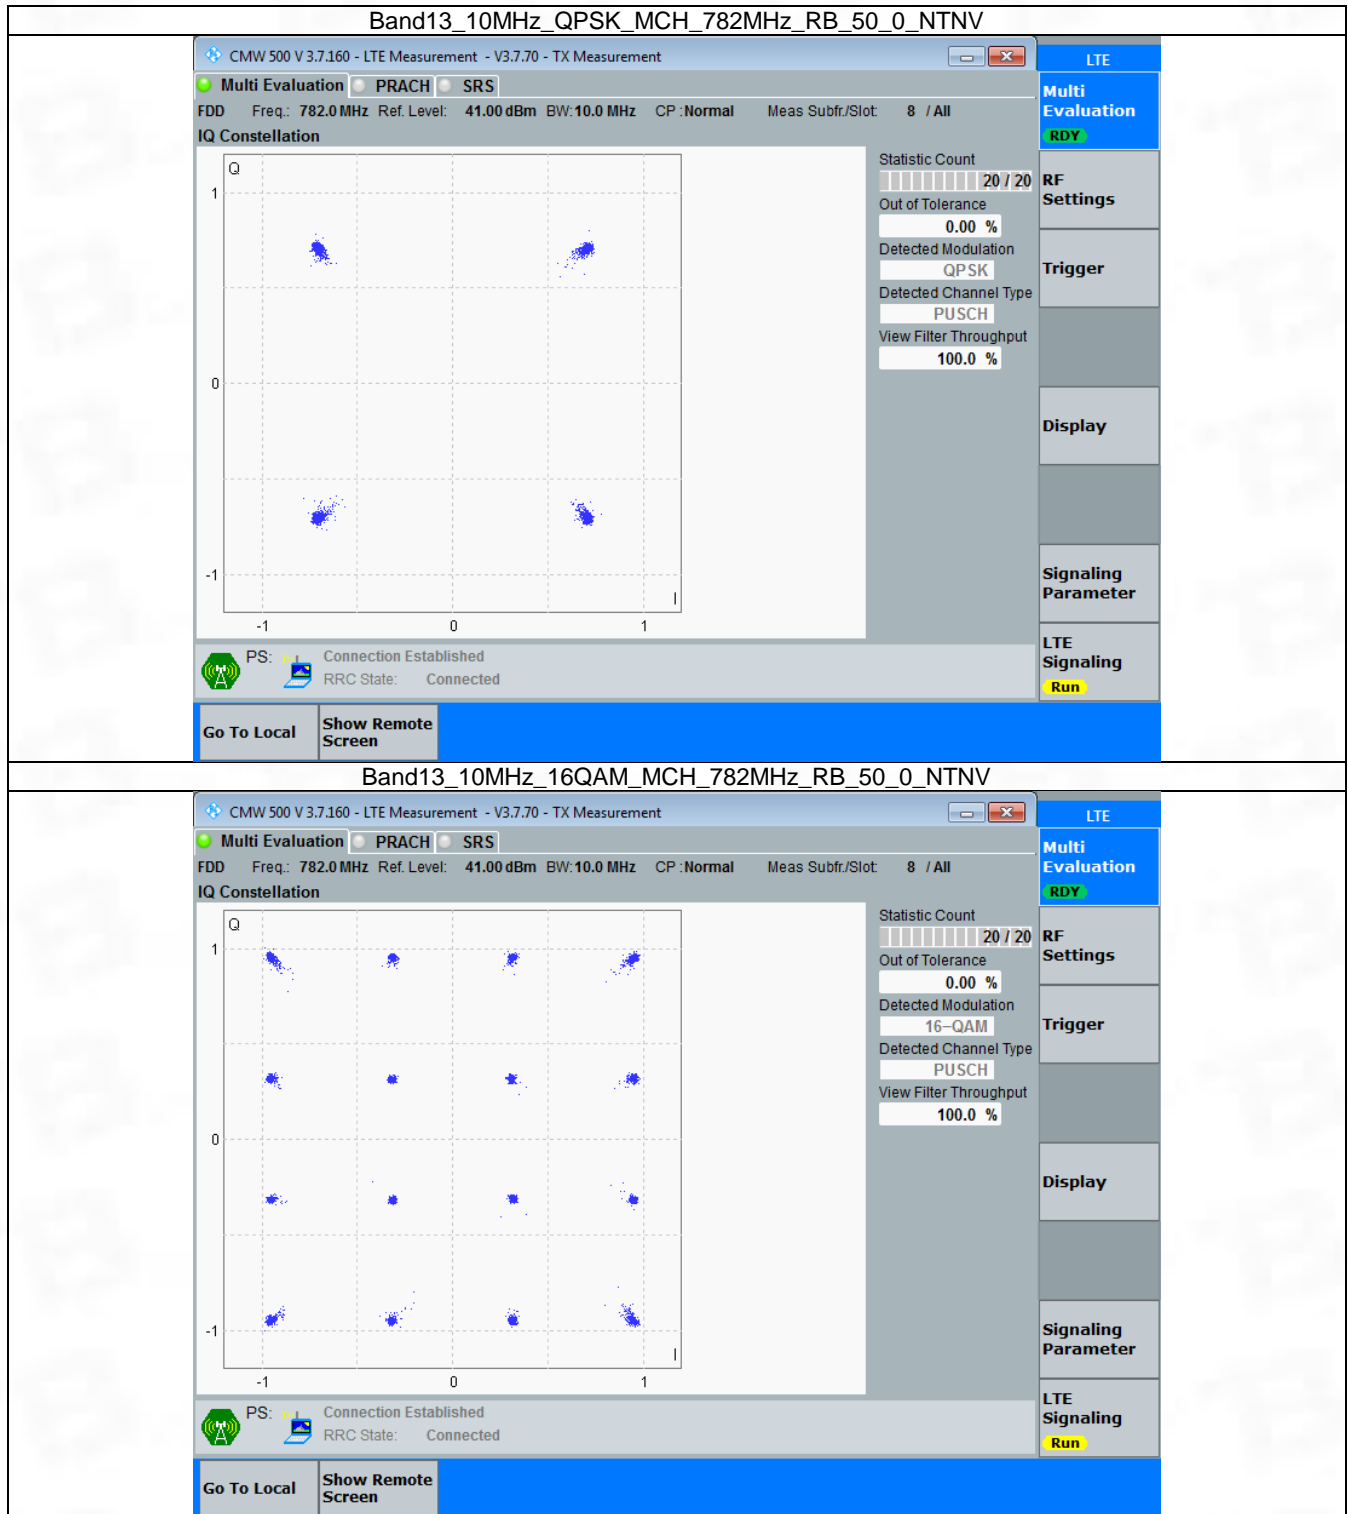 Band13_10MHz_QPSK_MCH_782MHz_RB_50_0_NTNV
CMW 500 V 3.7.160 - LTE Measurement - V3.7.70 - TX Measurement
LTE
Multi Evaluation PRACH SRS
Multi
Evaluation
RDY
FDD Freq.: 782.0 MHz Ref. Level: 41.00 dBm BW: 10.0 MHz CP : Normal Meas Subfr./Slot: 8 / All
IQ Constellation
Q
1
0
-1
I
-1 0 1
Statistic Count
20 / 20
Out of Tolerance
0.00 %
Detected Modulation
QPSK
Detected Channel Type
PUSCH
View Filter Throughput
100.0 %
RF
Settings
Trigger
Display
Signaling
Parameter
LTE
Signaling
Run
PS: Connection Established
RRC State: Connected
Go To Local
Show Remote
Screen
Band13_10MHz_16QAM_MCH_782MHz_RB_50_0_NTNV
CMW 500 V 3.7.160 - LTE Measurement - V3.7.70 - TX Measurement
LTE
Multi Evaluation PRACH SRS
Multi
Evaluation
RDY
FDD Freq.: 782.0 MHz Ref. Level: 41.00 dBm BW: 10.0 MHz CP : Normal Meas Subfr./Slot: 8 / All
IQ Constellation
Q
1
0
-1
I
-1 0 1
Statistic Count
20 / 20
Out of Tolerance
0.00 %
Detected Modulation
16-QAM
Detected Channel Type
PUSCH
View Filter Throughput
100.0 %
RF
Settings
Trigger
Display
Signaling
Parameter
LTE
Signaling
Run
PS: Connection Established
RRC State: Connected
Go To Local
Show Remote
Screen